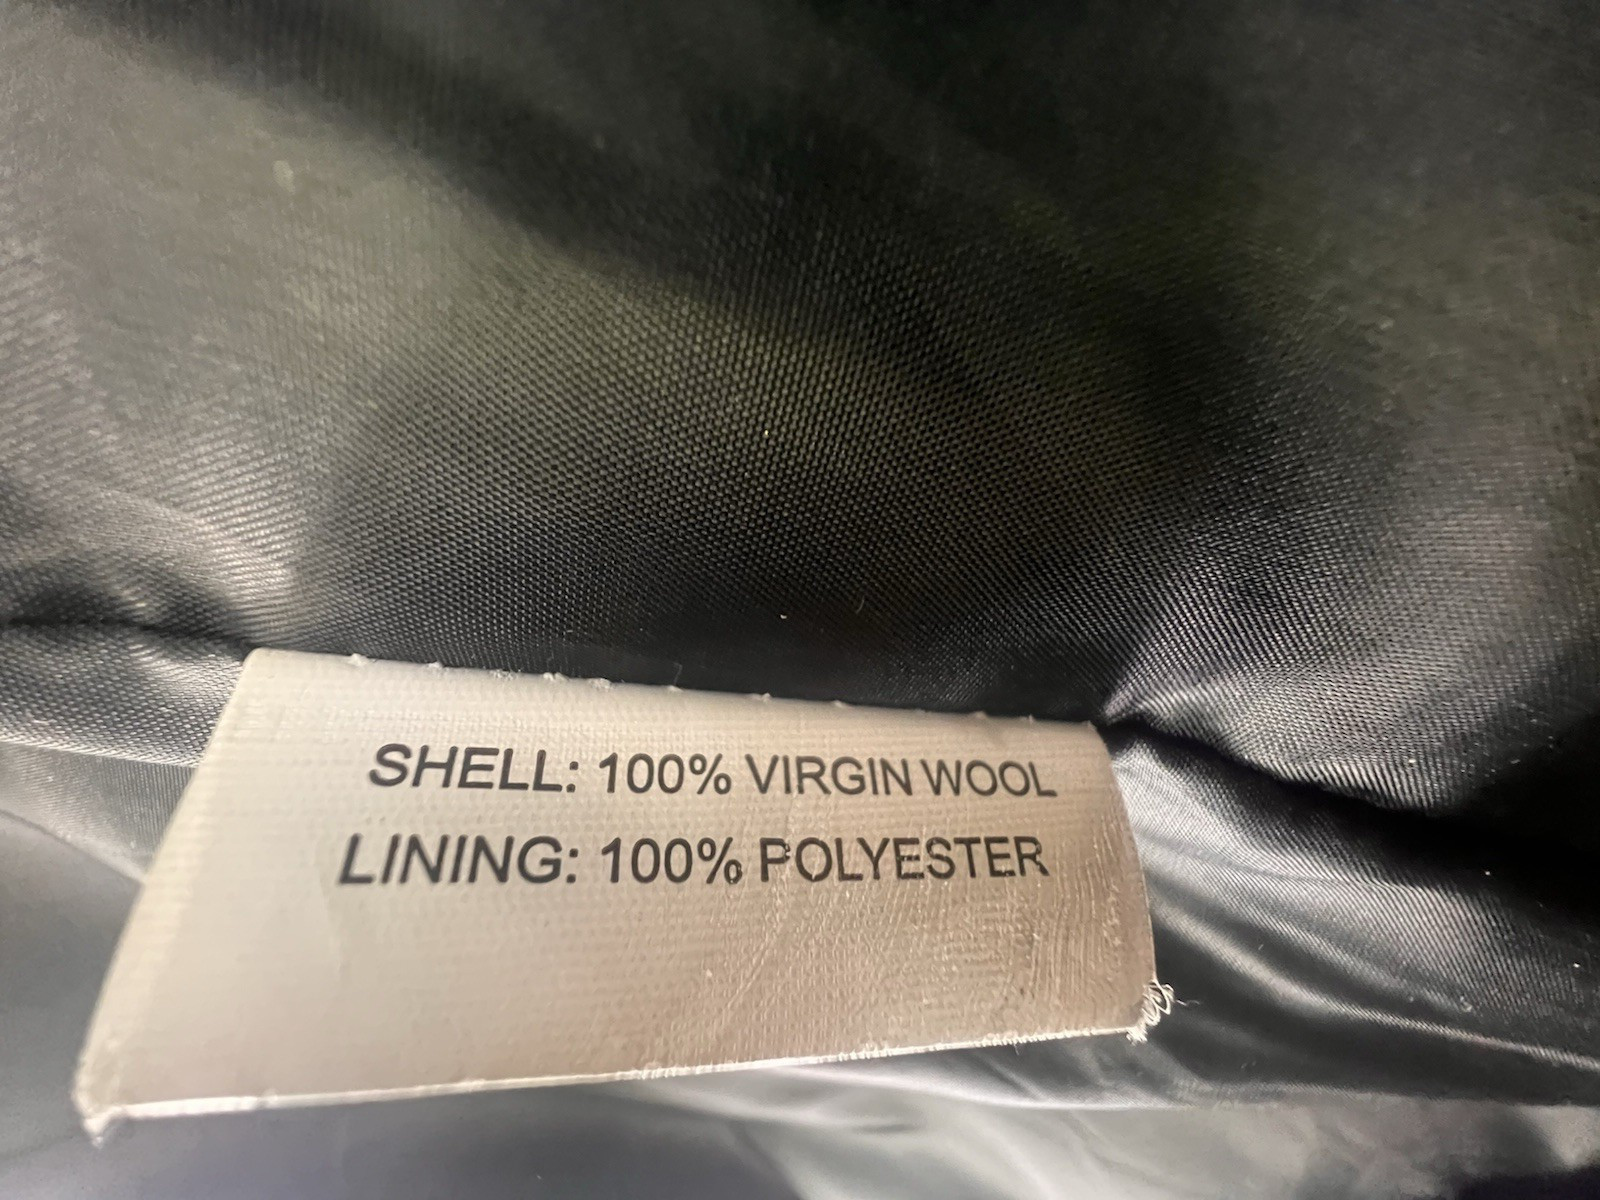 SHELL: 100% VIRGIN WOOL
LINING: 100% POLYESTER